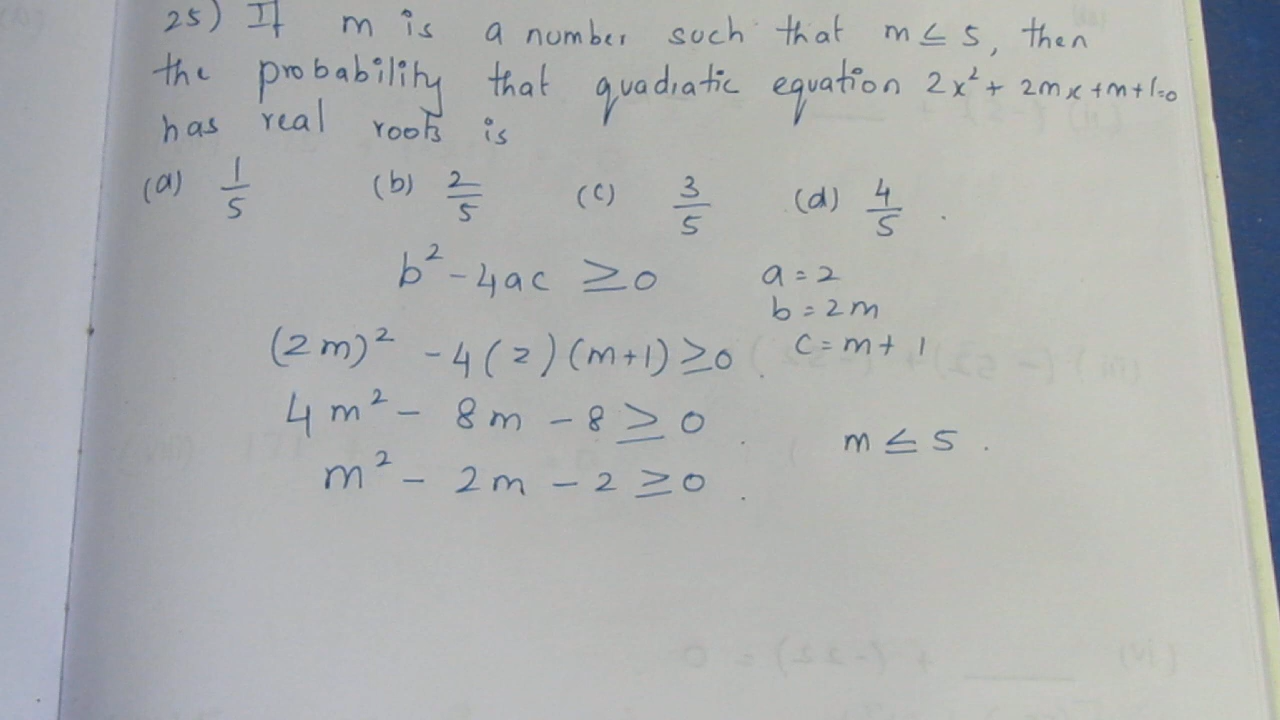 25) If m is a number such that m ≤ 5, then
the probability that quadratic equation 2x² + 2mx + m + 1 = 0
has real roots is
(a) 1/5 (b) 2/5 (c) 3/5 (d) 4/5 .
b² - 4ac ≥ 0 a = 2
b = 2m
(2m)² - 4(2)(m+1) ≥ 0 . c = m + 1
4m² - 8m - 8 ≥ 0 . m ≤ 5 .
m² - 2m - 2 ≥ 0 .